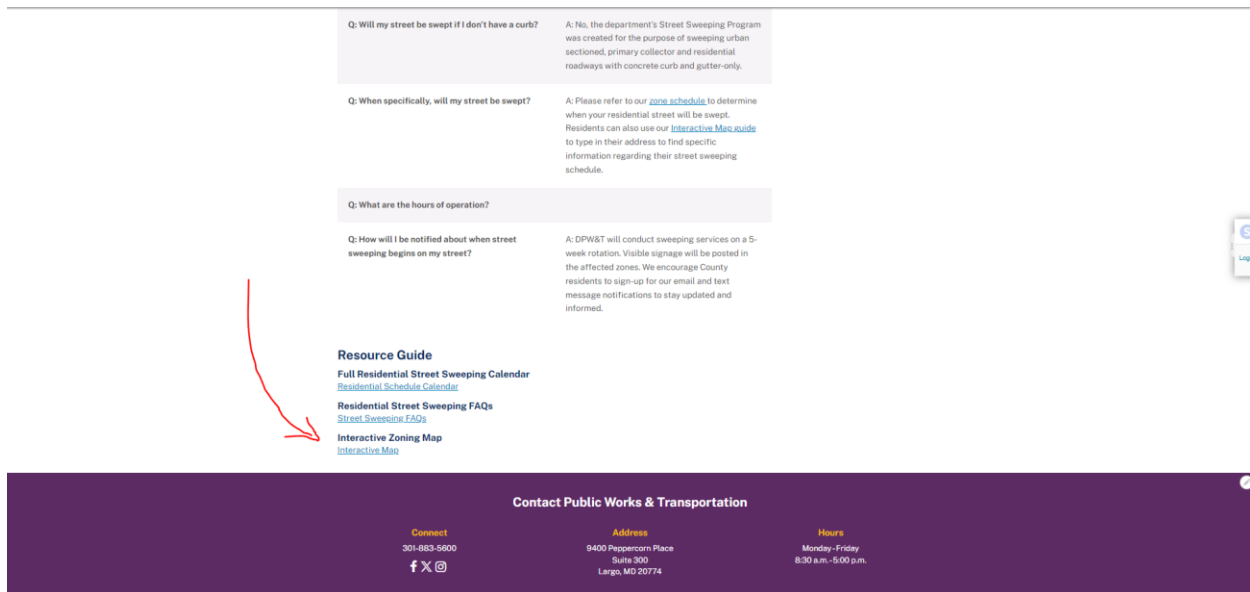 Q: Will my street be swept if I don't have a curb?
A: No, the department's Street Sweeping Program
was created for the purpose of sweeping urban
sectioned, primary collector and residential
roadways with concrete curb and gutter-only.
Q: When specifically, will my street be swept?
A: Please refer to our zone schedule to determine
when your residential street will be swept.
Residents can also use our Interactive Map guide
to type in their address to find specific
information regarding their street sweeping
schedule.
Q: What are the hours of operation?
Q: How will I be notified about when street
sweeping begins on my street?
A: DPW&T will conduct sweeping services on a 5-
week rotation. Visible signage will be posted in
the affected zones. We encourage County
residents to sign-up for our email and text
message notifications to stay updated and
informed.
Resource Guide
Full Residential Street Sweeping Calendar
Residential Schedule Calendar
Residential Street Sweeping FAQs
Street Sweeping FAQs
Interactive Zoning Map
Interactive Map
Contact Public Works & Transportation
Connect
301-883-5600
Address
9400 Peppercorn Place
Suite 300
Largo, MD 20774
Hours
Monday-Friday
8:30 a.m.-5:00 p.m.